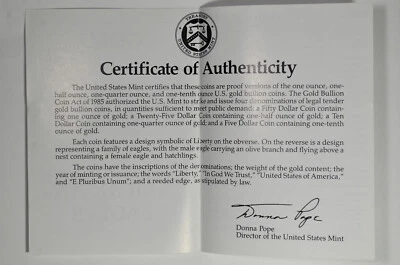 Certificate of Authenticity
The United States Mint certifies that these coins are proof versions of the one ounce, one-
half ounce, one-quarter ounce, and one-tenth ounce U.S. gold bullion coins. The Gold Bullion
Coin Act of 1985 authorized the U.S. Mint to strike and issue four denominations of legal tender
gold bullion coins, in quantities sufficient to meet public demand: a Fifty Dollar Coin contain-
ing one ounce of gold; a Twenty-Five Dollar Coin containing one-half ounce of gold; a Ten
Dollar Coin containing one-quarter ounce of gold; and a Five Dollar Coin containing one-tenth
ounce of gold.
Each coin features a design symbolic of Liberty on the obverse. On the reverse is a design
representing a family of eagles, with the male eagle carrying an olive branch and flying above a
nest containing a female eagle and hatchlings.
The coins have the inscriptions of the denominations; the weight of the gold content; the
year of minting or issuance; the words "Liberty," "In God We Trust," "United States of America,"
and "E Pluribus Unum"; and a reeded edge, as stipulated by law.
Donna Pope
Donna Pope
Director of the United States Mint